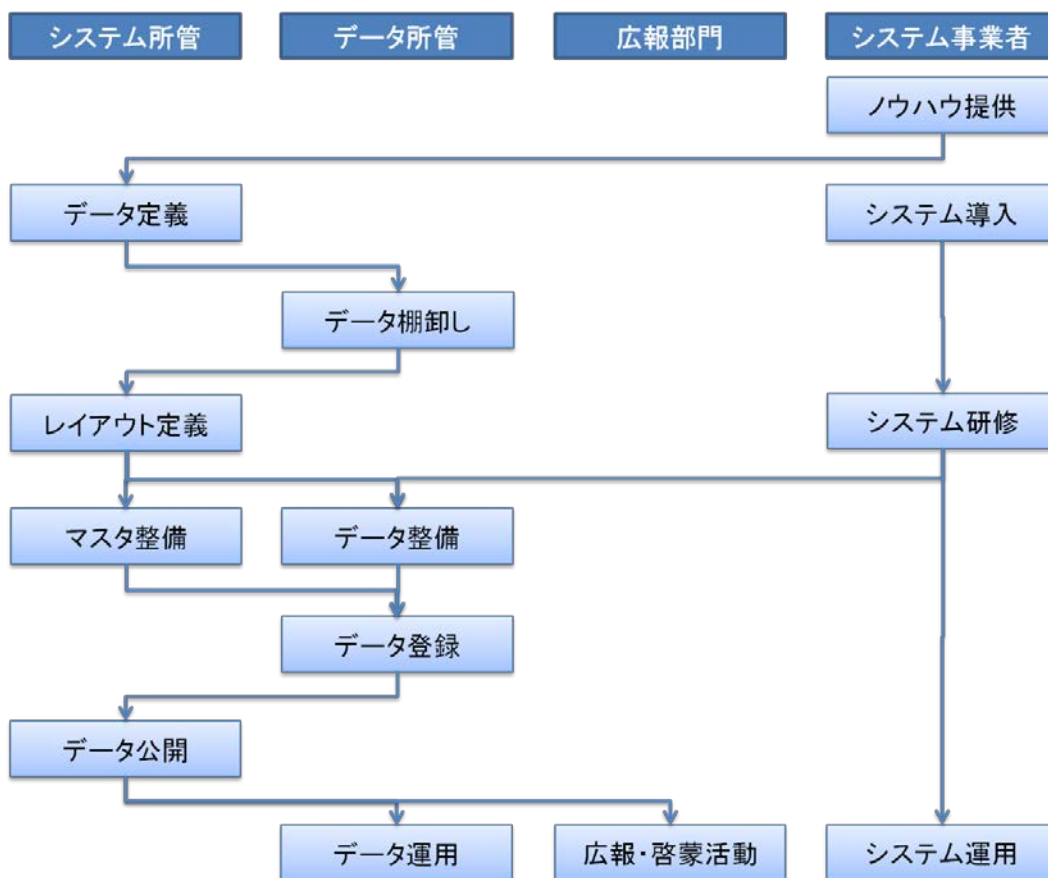 システム所管
データ所管
広報部門
システム事業者
ノウハウ提供
データ定義
システム導入
データ棚卸し
レイアウト定義
システム研修
マスタ整備
データ整備
データ登録
データ公開
データ運用
広報・啓蒙活動
システム運用